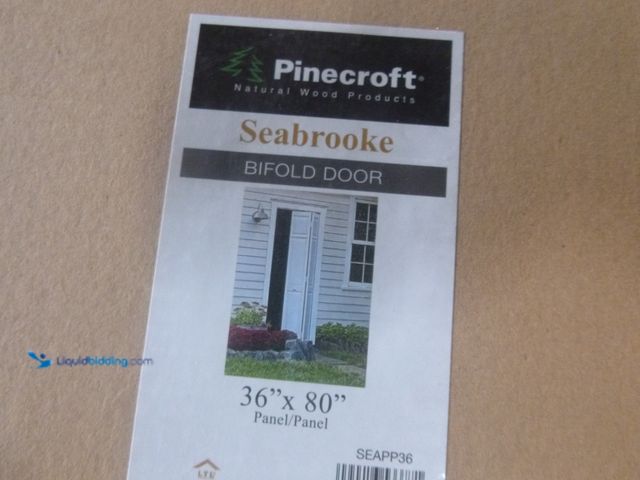 Pinecroft®
Natural Wood Products
Seabrooke
BIFOLD DOOR
Liquidbidding.com
36”x 80”
Panel/Panel
SEAPP36